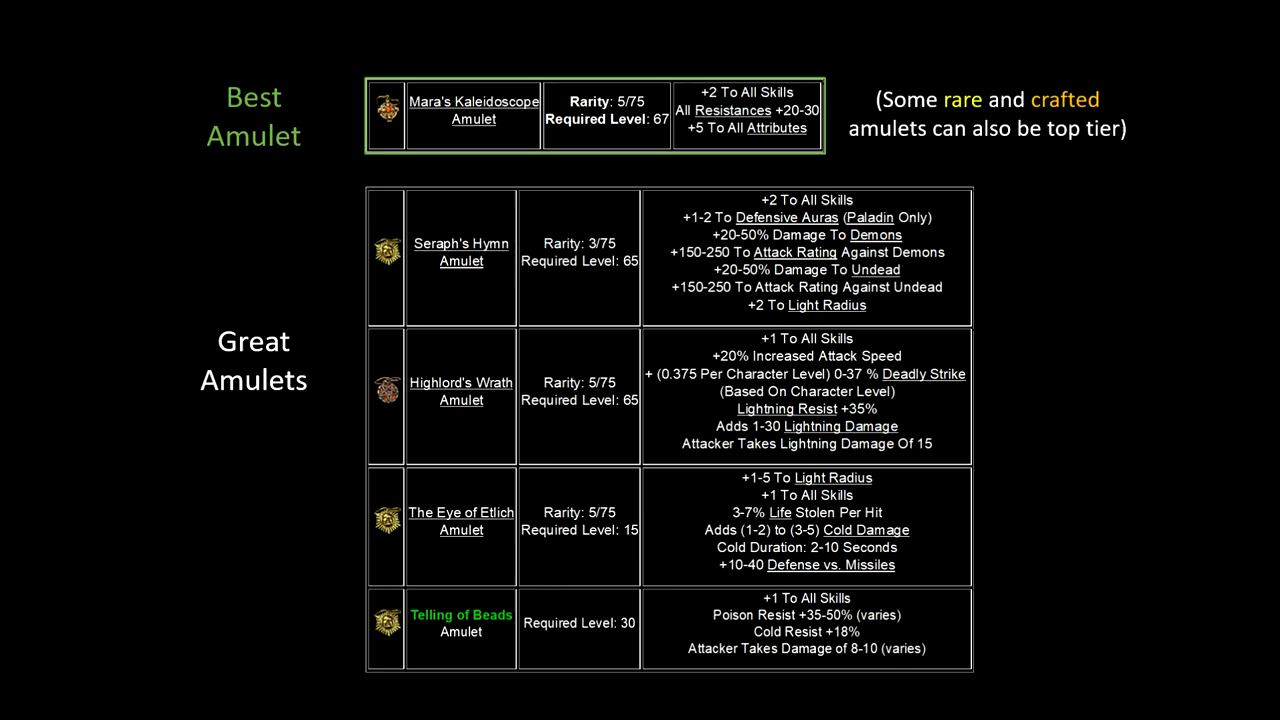 Best
Amulet
Mara's Kaleidoscope
Amulet
Rarity: 5/75
Required Level: 67
+2 To All Skills
All Resistances +20-30
+5 To All Attributes
(Some rare and crafted
amulets can also be top tier)
Great
Amulets
Seraph's Hymn
Amulet
Rarity: 3/75
Required Level: 65
+2 To All Skills
+1-2 To Defensive Auras (Paladin Only)
+20-50% Damage To Demons
+150-250 To Attack Rating Against Demons
+20-50% Damage To Undead
+150-250 To Attack Rating Against Undead
+2 To Light Radius
Highlord's Wrath
Amulet
Rarity: 5/75
Required Level: 65
+1 To All Skills
+20% Increased Attack Speed
+ (0.375 Per Character Level) 0-37 % Deadly Strike
(Based On Character Level)
Lightning Resist +35%
Adds 1-30 Lightning Damage
Attacker Takes Lightning Damage Of 15
The Eye of Etlich
Amulet
Rarity: 5/75
Required Level: 15
+1-5 To Light Radius
+1 To All Skills
3-7% Life Stolen Per Hit
Adds (1-2) to (3-5) Cold Damage
Cold Duration: 2-10 Seconds
+10-40 Defense vs. Missiles
Telling of Beads
Amulet
Required Level: 30
+1 To All Skills
Poison Resist +35-50% (varies)
Cold Resist +18%
Attacker Takes Damage of 8-10 (varies)